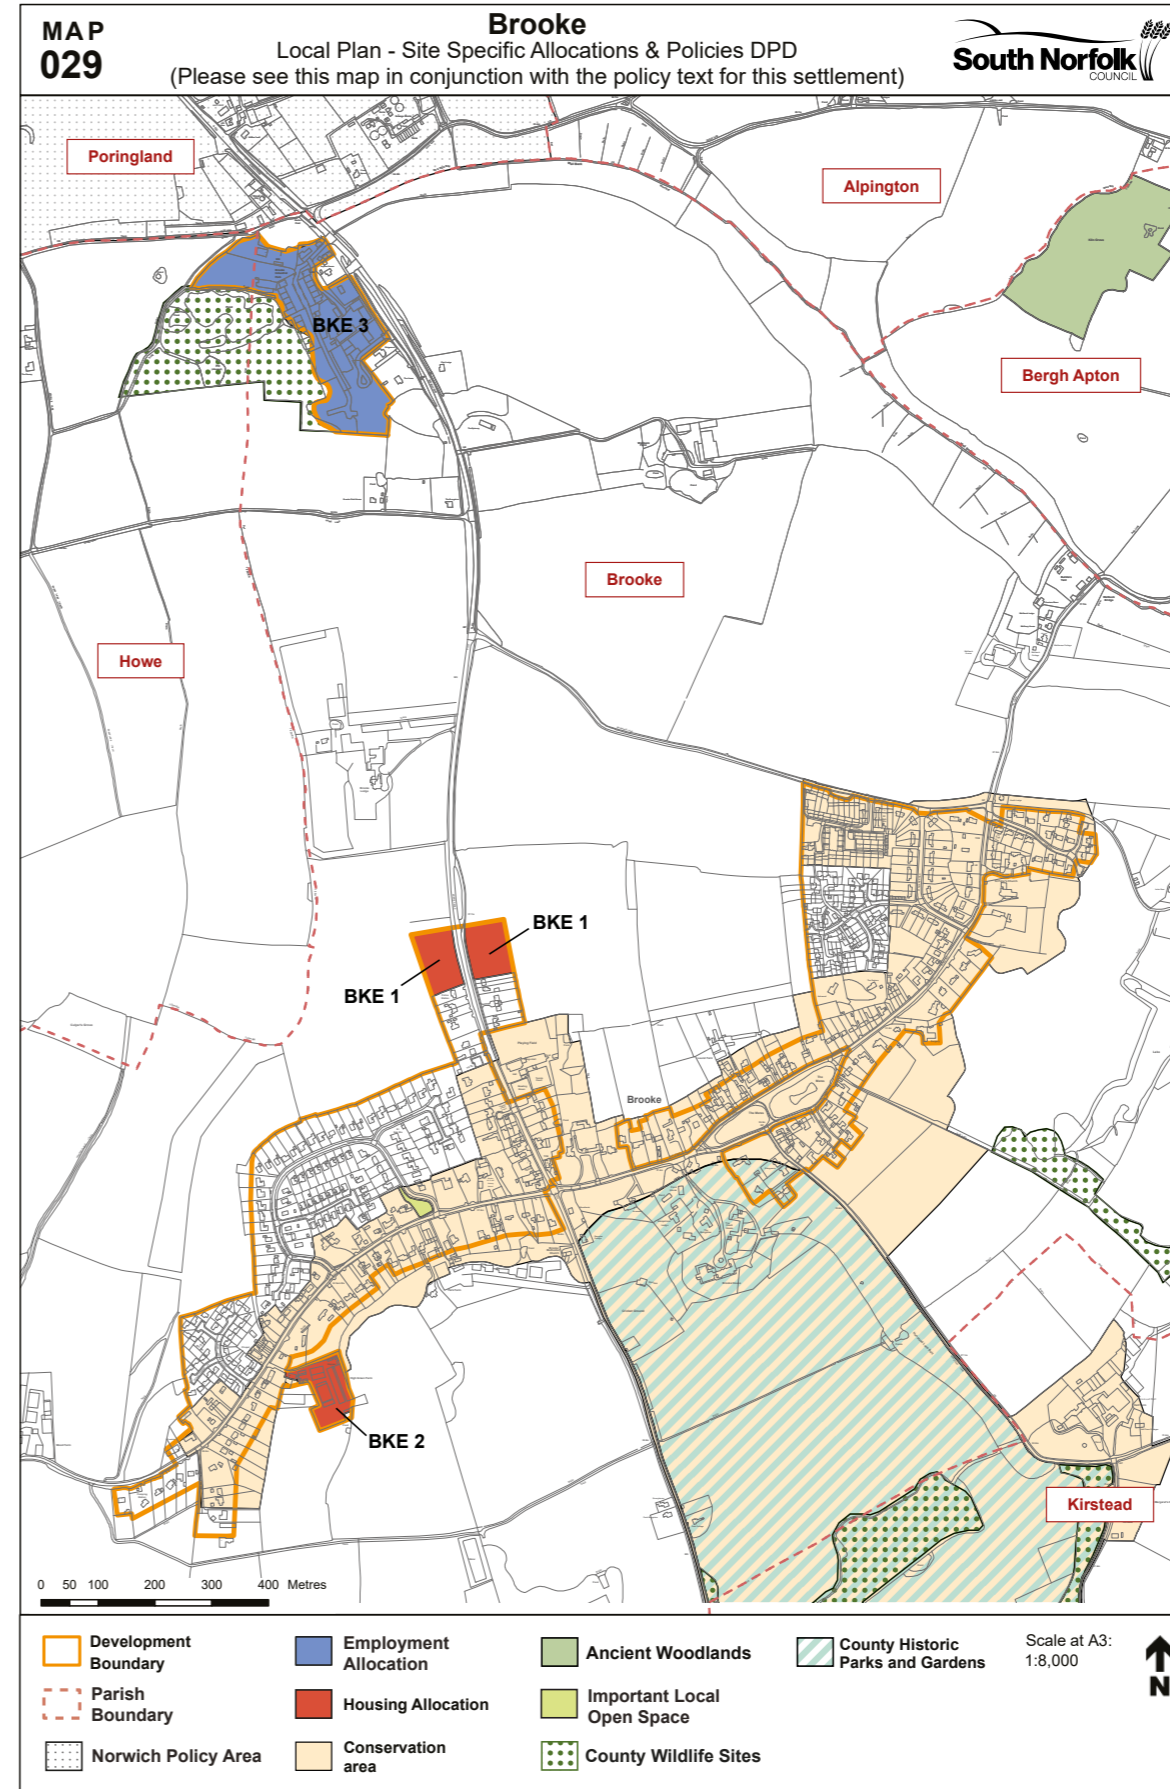 MAP
029
Brooke
Local Plan - Site Specific Allocations & Policies DPD
(Please see this map in conjunction with the policy text for this settlement)
South Norfolk
COUNCIL
Poringland
Alpington
BKE 3
Bergh Apton
Brooke
Howe
BKE 1
BKE 1
Playing Field
Brooke
BKE 2
Kirstead
0 50 100 200 300 400 Metres
Development
Boundary
Parish
Boundary
Norwich Policy Area
Employment
Allocation
Housing Allocation
Conservation
area
Ancient Woodlands
Important Local
Open Space
County Wildlife Sites
County Historic
Parks and Gardens
Scale at A3:
1:8,000
N